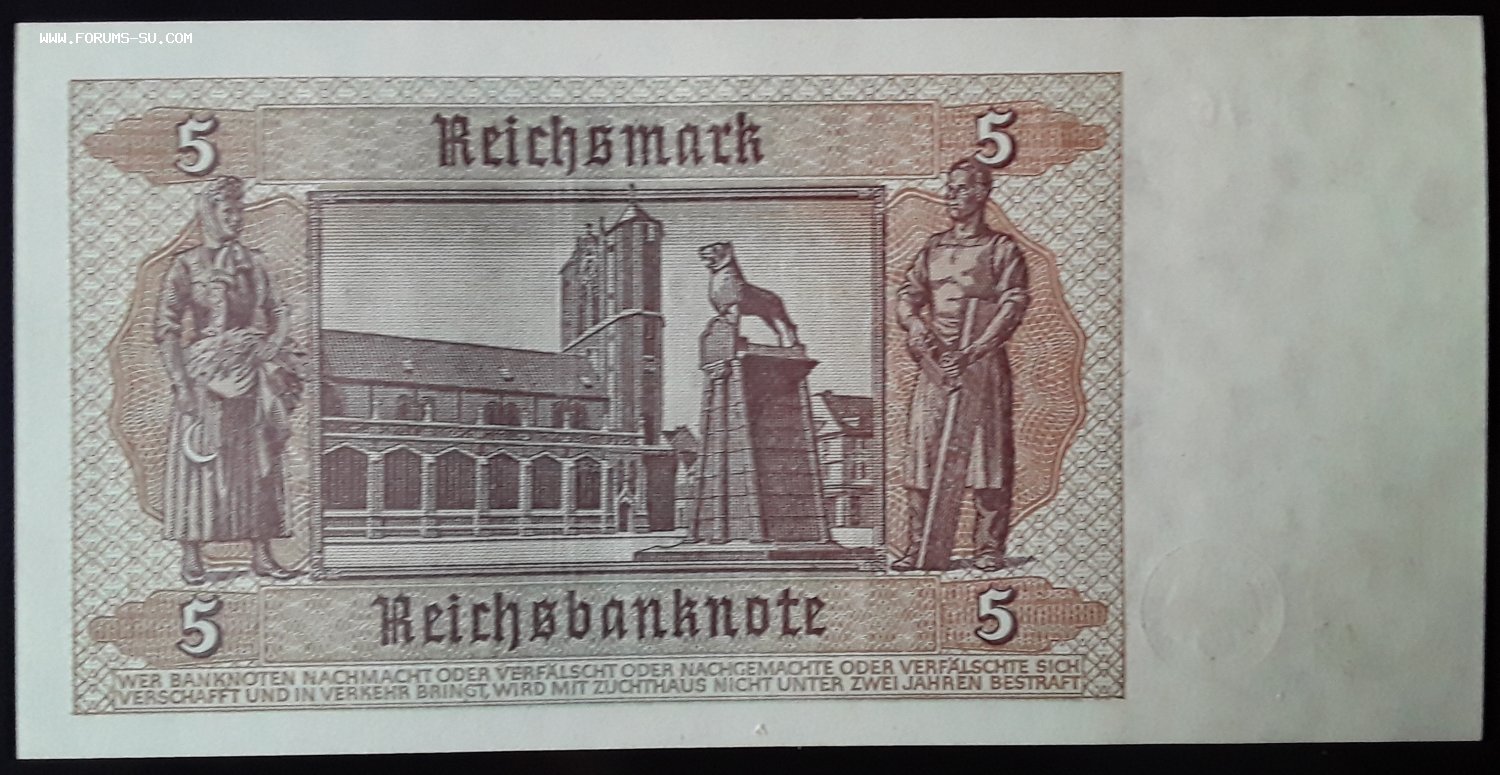 WWW.FORUMS-SU.COM
5 Reichsmark 5
5 Reichsbanknote 5
WER BANKNOTEN NACHMACHT ODER VERFÄLSCHT ODER NACHGEMACHTE ODER VERFÄLSCHTE SICH
VERSCHAFFT UND IN VERKEHR BRINGT, WIRD MIT ZUCHTHAUS NICHT UNTER ZWEI JAHREN BESTRAFT